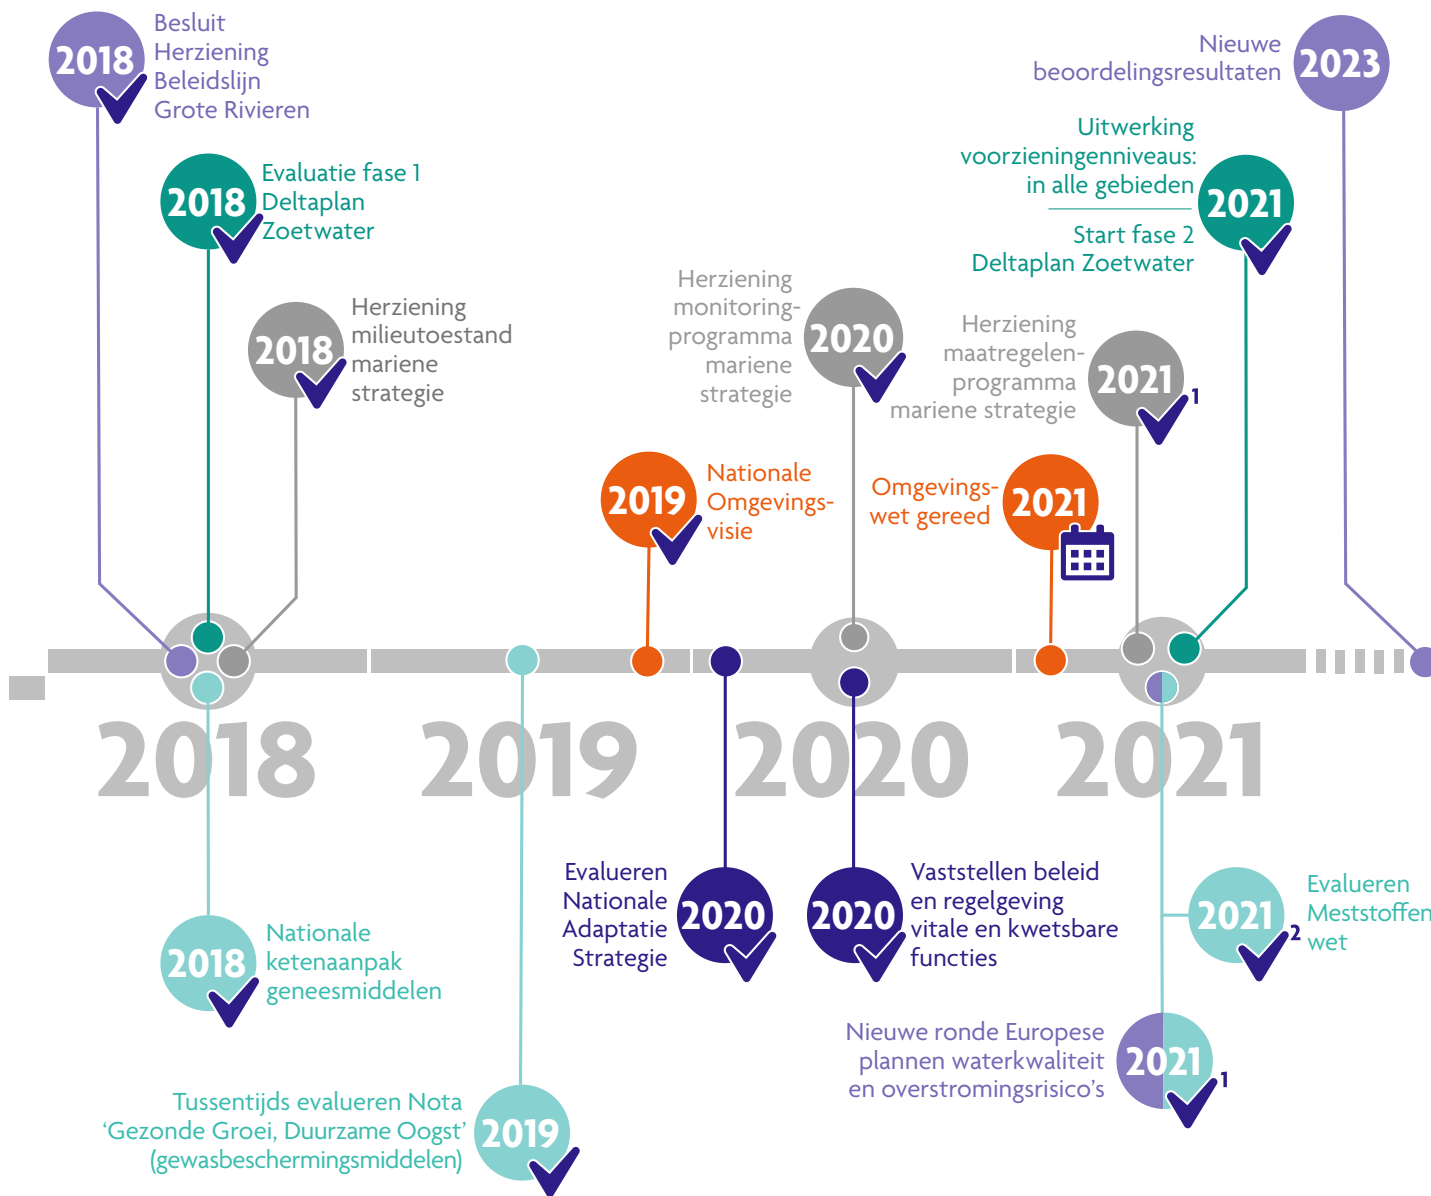 2018
Besluit
Herziening
Beleidslijn
Grote Rivieren
2018
Evaluatie fase 1
Deltaplan
Zoetwater
2018
Herziening
milieutoestand
mariene
strategie
2019
Nationale
Omgevings-
visie
Herziening
monitoring-
programma
mariene
strategie
2020
Omgevings-
wet gereed
2021
Herziening
maatregelen-
programma
mariene strategie
2021
1
Uitwerking
voorzieningenniveaus:
in alle gebieden
Start fase 2
Deltaplan Zoetwater
2021
Nieuwe
beoordelingsresultaten
2023
2018
2019
2020
2021
2018
Nationale
ketenaanpak
geneesmiddelen
Tussentijds evalueren Nota
‘Gezonde Groei, Duurzame Oogst’
(gewasbeschermingsmiddelen)
2019
Evalueren
Nationale
Adaptatie
Strategie
2020
2020
Vaststellen beleid
en regelgeving
vitale en kwetsbare
functies
2021
2
Evalueren
Meststoffen
wet
Nieuwe ronde Europese
plannen waterkwaliteit
en overstromingsrisico’s
2021
1